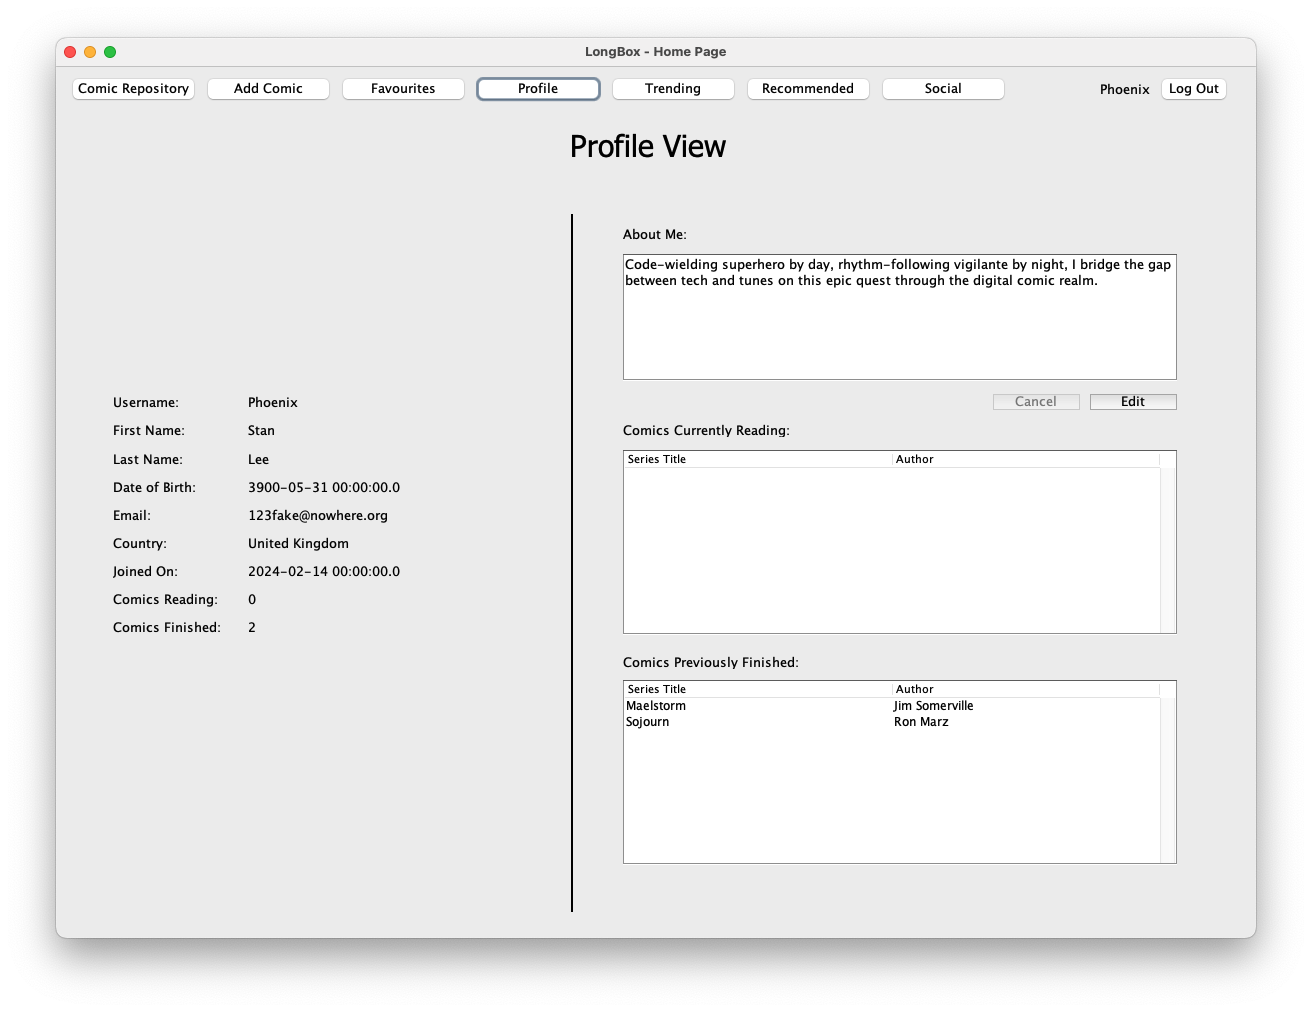 LongBox - Home Page
Comic Repository Add Comic Favourites Profile Trending Recommended Social Phoenix Log Out
Profile View
Username: Phoenix
First Name: Stan
Last Name: Lee
Date of Birth: 3900-05-31 00:00:00.0
Email: 123fake@nowhere.org
Country: United Kingdom
Joined On: 2024-02-14 00:00:00.0
Comics Reading: 0
Comics Finished: 2
About Me:
Code-wielding superhero by day, rhythm-following vigilante by night, I bridge the gap
between tech and tunes on this epic quest through the digital comic realm.
Cancel Edit
Comics Currently Reading:
Series Title Author
Comics Previously Finished:
Series Title Author
Maelstorm Jim Somerville
Sojourn Ron Marz